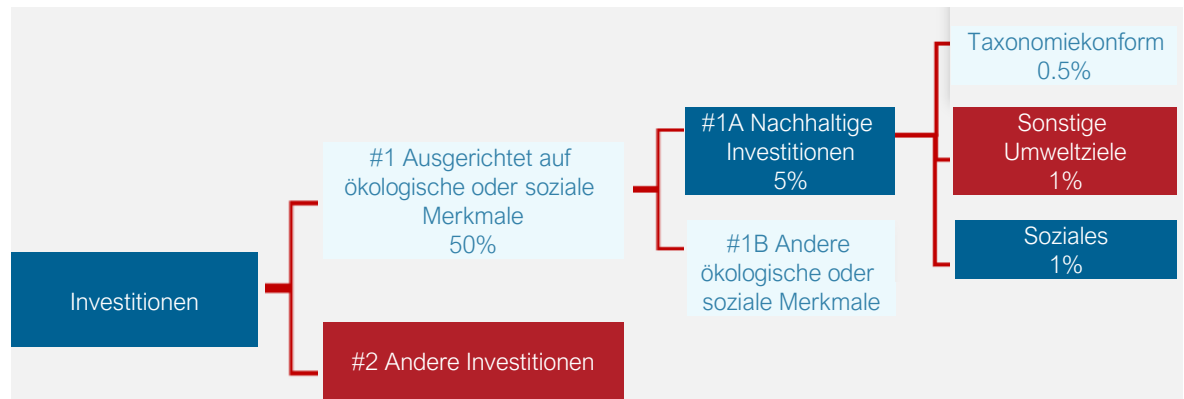 Investitionen
#1 Ausgerichtet auf
ökologische oder soziale
Merkmale
50%
#2 Andere Investitionen
#1A Nachhaltige
Investitionen
5%
#1B Andere
ökologische oder
soziale Merkmale
Taxonomiekonform
0.5%
Sonstige
Umweltziele
1%
Soziales
1%